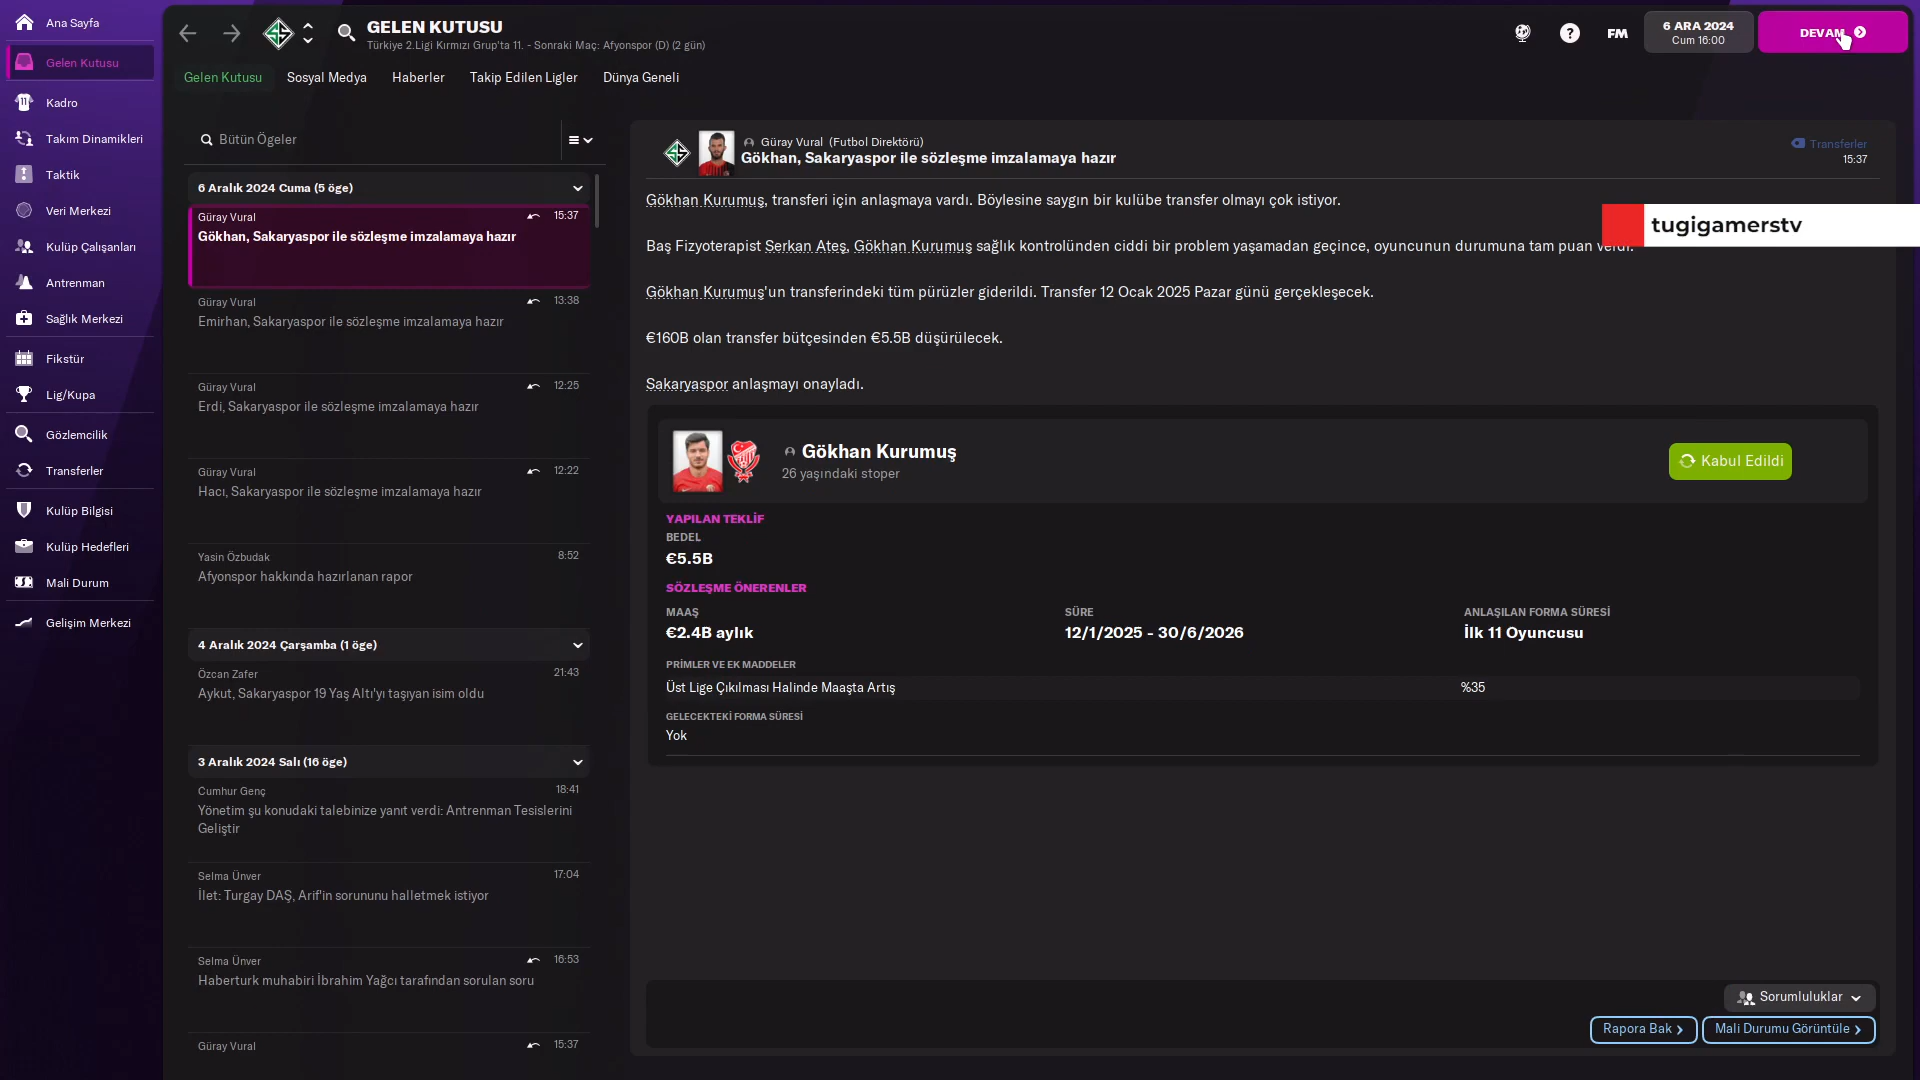 Ana Sayfa
Gelen Kutusu
Kadro
Takım Dinamikleri
Taktik
Veri Merkezi
Kulüp Çalışanları
Antrenman
Sağlık Merkezi
Fikstür
Lig/Kupa
Gözlemcilik
Transferler
Kulüp Bilgisi
Kulüp Hedefleri
Mali Durum
Gelişim Merkezi
GELEN KUTUSU
Türkiye 2.Ligi Kırmızı Grup'ta 11. - Sonraki Maç: Afyonspor (D) (2 gün)
FM
6 ARA 2024
Cum 16:00
DEVAM
Gelen Kutusu
Sosyal Medya
Haberler
Takip Edilen Ligler
Dünya Geneli
Bütün Ögeler
6 Aralık 2024 Cuma (5 öge)
Güray Vural 15:37
Gökhan, Sakaryaspor ile sözleşme imzalamaya hazır
Güray Vural 13:38
Emirhan, Sakaryaspor ile sözleşme imzalamaya hazır
Güray Vural 12:25
Erdi, Sakaryaspor ile sözleşme imzalamaya hazır
Güray Vural 12:22
Hacı, Sakaryaspor ile sözleşme imzalamaya hazır
Yasin Özbudak 8:52
Afyonspor hakkında hazırlanan rapor
4 Aralık 2024 Çarşamba (1 öge)
Özcan Zafer 21:43
Aykut, Sakaryaspor 19 Yaş Altı'yı taşıyan isim oldu
3 Aralık 2024 Salı (16 öge)
Cumhur Genç 18:41
Yönetim şu konudaki talebinize yanıt verdi: Antrenman Tesislerini
Geliştir
Selma Ünver 17:04
İlet: Turgay DAŞ, Arif'in sorununu halletmek istiyor
Selma Ünver 16:53
Haberturk muhabiri İbrahim Yağcı tarafından sorulan soru
Güray Vural 15:37
Güray Vural (Futbol Direktörü)
Gökhan, Sakaryaspor ile sözleşme imzalamaya hazır
Transferler
15:37
Gökhan Kurumuş, transferi için anlaşmaya vardı. Böylesine saygın bir kulübe transfer olmayı çok istiyor.
tugigamerstv
Baş Fizyoterapist Serkan Ateş, Gökhan Kurumuş sağlık kontrolünden ciddi bir problem yaşamadan geçince, oyuncunun durumuna tam puan verdi.
Gökhan Kurumuş'un transferindeki tüm pürüzler giderildi. Transfer 12 Ocak 2025 Pazar günü gerçekleşecek.
€160B olan transfer bütçesinden €5.5B düşürülecek.
Sakaryaspor anlaşmayı onayladı.
Gökhan Kurumuş
26 yaşındaki stoper
Kabul Edildi
YAPILAN TEKLİF
BEDEL
€5.5B
SÖZLEŞME ÖNERENLER
MAAŞ SÜRE ANLAŞILAN FORMA SÜRESİ
€2.4B aylık 12/1/2025 - 30/6/2026 İlk 11 Oyuncusu
PRİMLER VE EK MADDELER
Üst Lige Çıkılması Halinde Maaşta Artış %35
GELECEKTEKİ FORMA SÜRESİ
Yok
Sorumluluklar
Rapora Bak
Mali Durumu Görüntüle